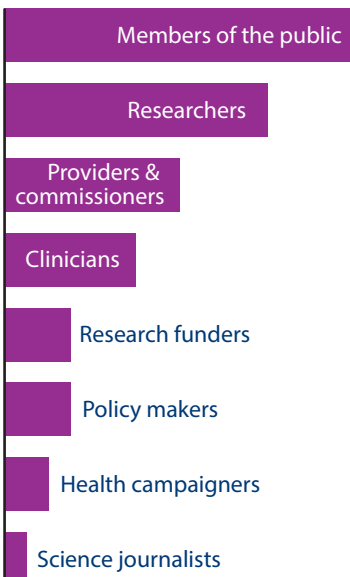 Members of the public
Researchers
Providers &
commissioners
Clinicians
Research funders
Policy makers
Health campaigners
Science journalists